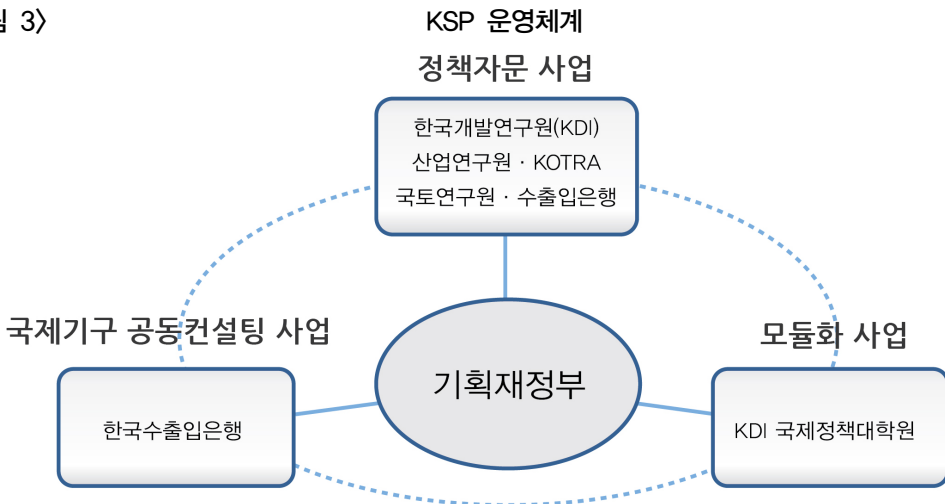 3〉
KSP 운영체계
정책자문 사업
한국개발연구원(KDI)
산업연구원 · KOTRA
국토연구원 · 수출입은행
국제기구 공동컨설팅 사업
모듈화 사업
기획재정부
한국수출입은행
KDI 국제정책대학원